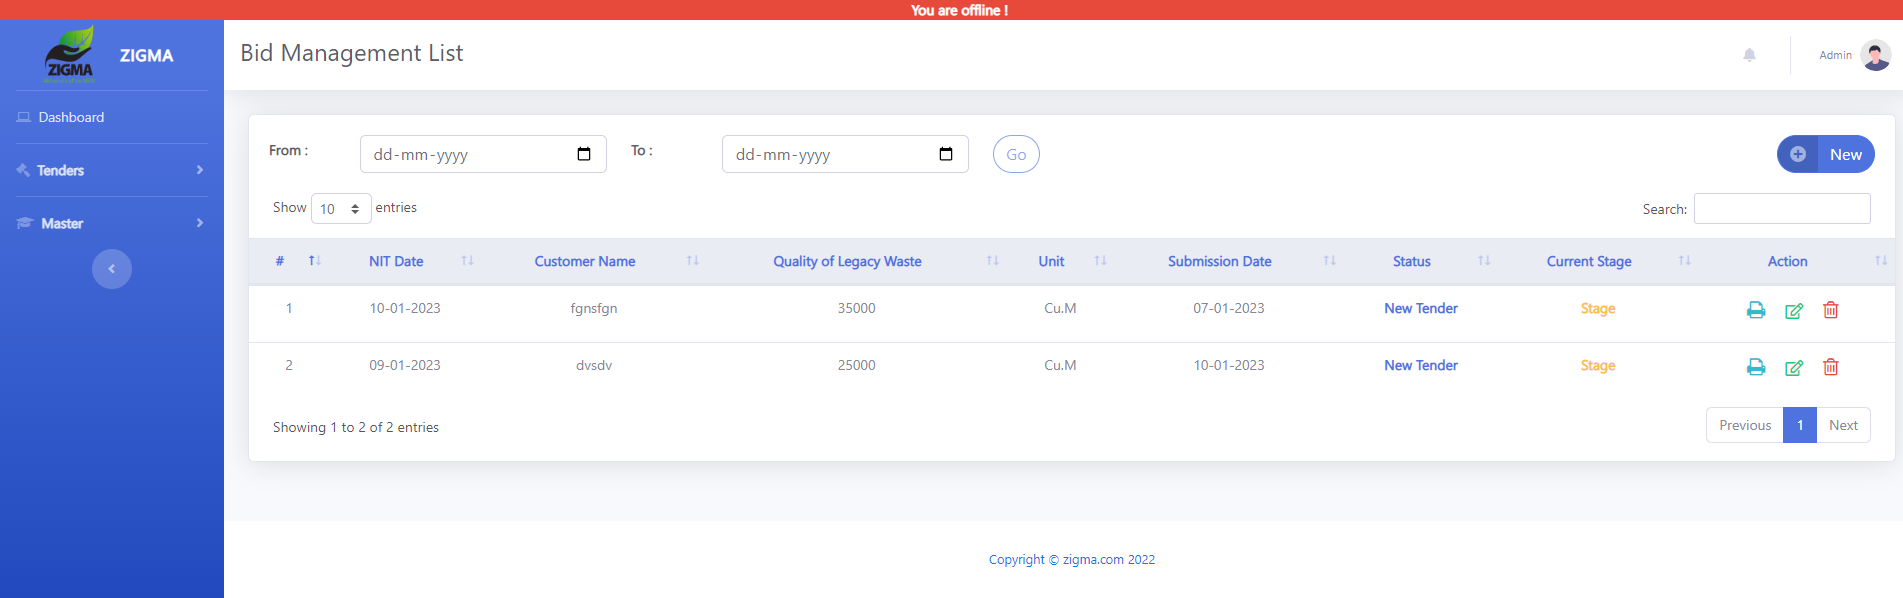 You are offline !
ZIGMA
ZIGMA
Bid Management List
Admin
Dashboard
Tenders
Master
From :
dd-mm-yyyy
To :
dd-mm-yyyy
Go
New
Show 10 entries
Search:
# NIT Date Customer Name Quality of Legacy Waste Unit Submission Date Status Current Stage Action
1 10-01-2023 fgnsfgn 35000 Cu.M 07-01-2023 New Tender Stage
2 09-01-2023 dvsdv 25000 Cu.M 10-01-2023 New Tender Stage
Showing 1 to 2 of 2 entries
Previous 1 Next
Copyright © zigma.com 2022